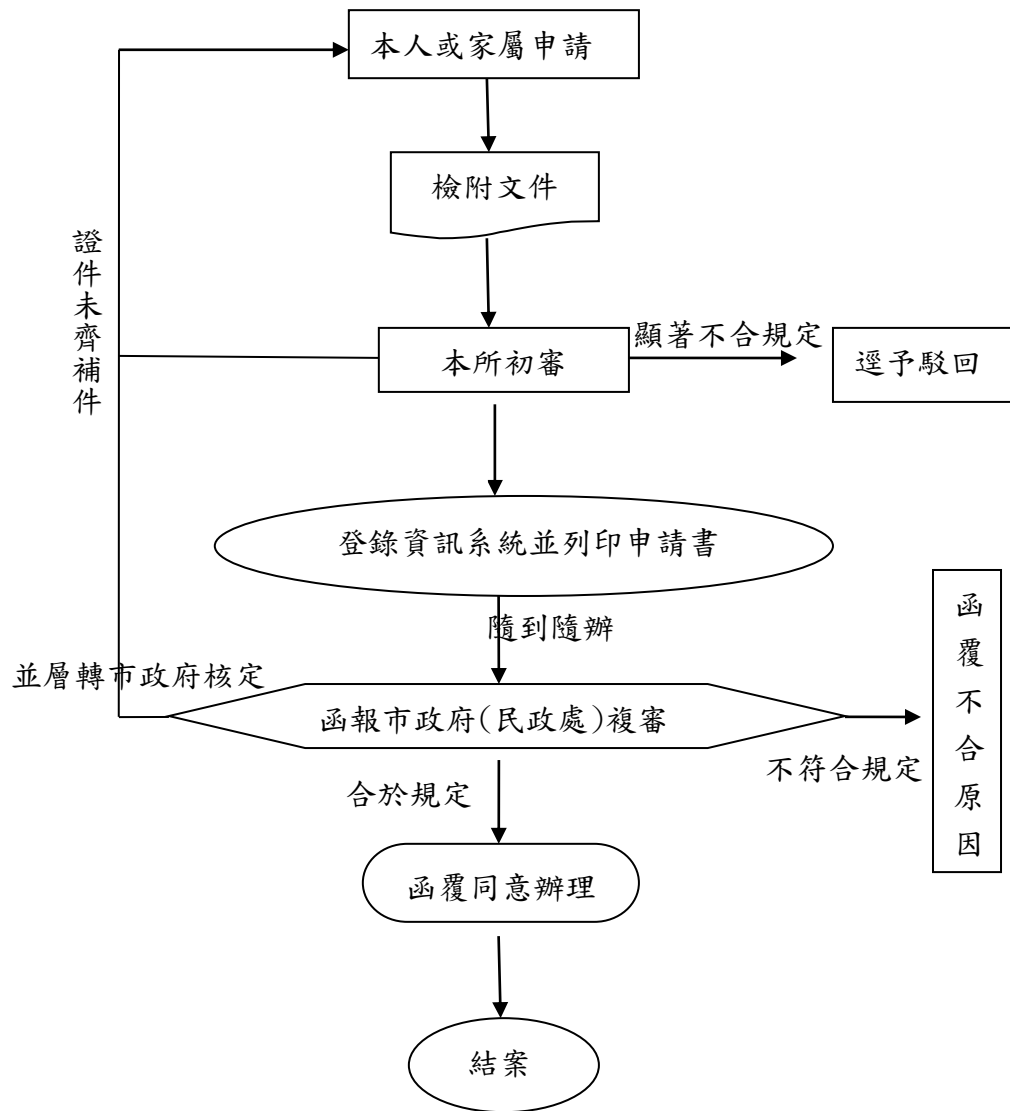 本人或家屬申請
檢附文件
證件未齊補件
本所初審
顯著不合規定
逕予駁回
登錄資訊系統並列印申請書
隨到隨辦
並層轉市政府核定
函報市政府(民政處)複審
不符合規定
函覆不合原因
合於規定
函覆同意辦理
結案